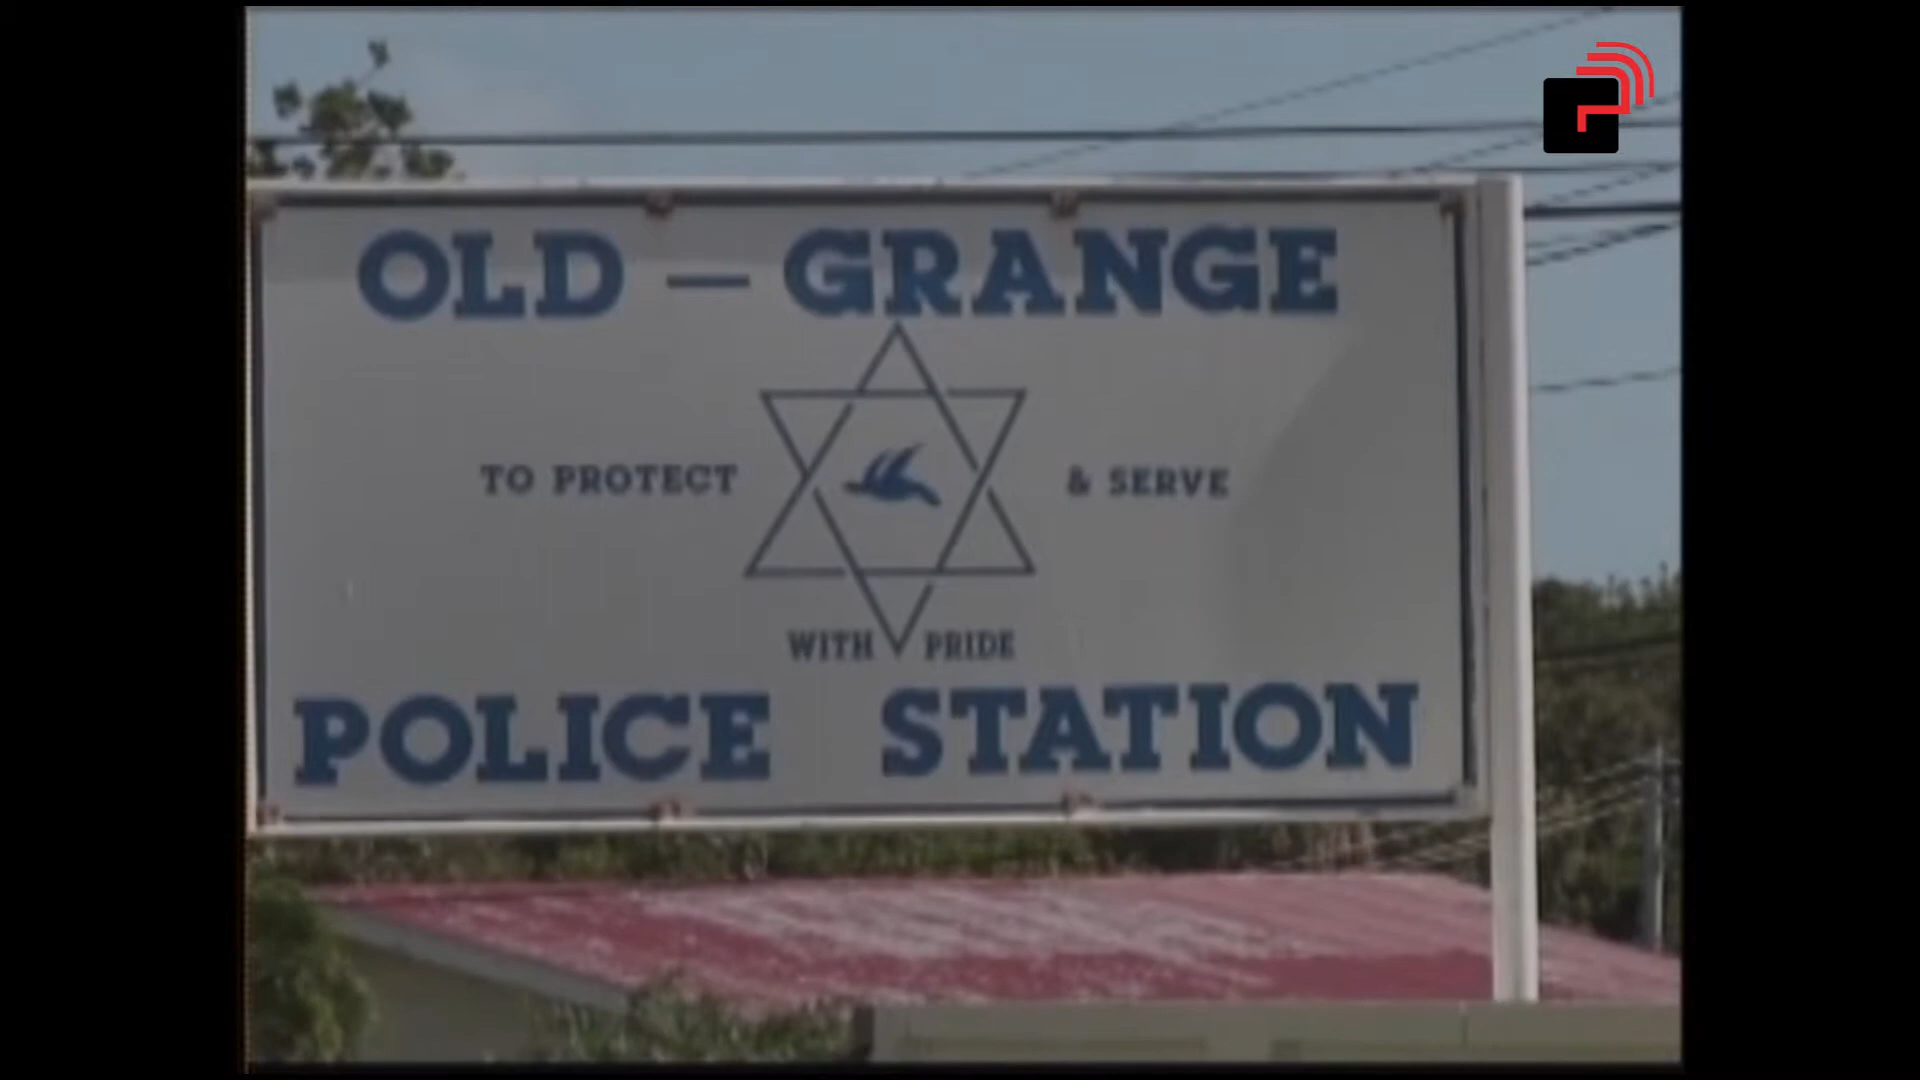 OLD — GRANGE
TO PROTECT & SERVE
WITH PRIDE
POLICE STATION